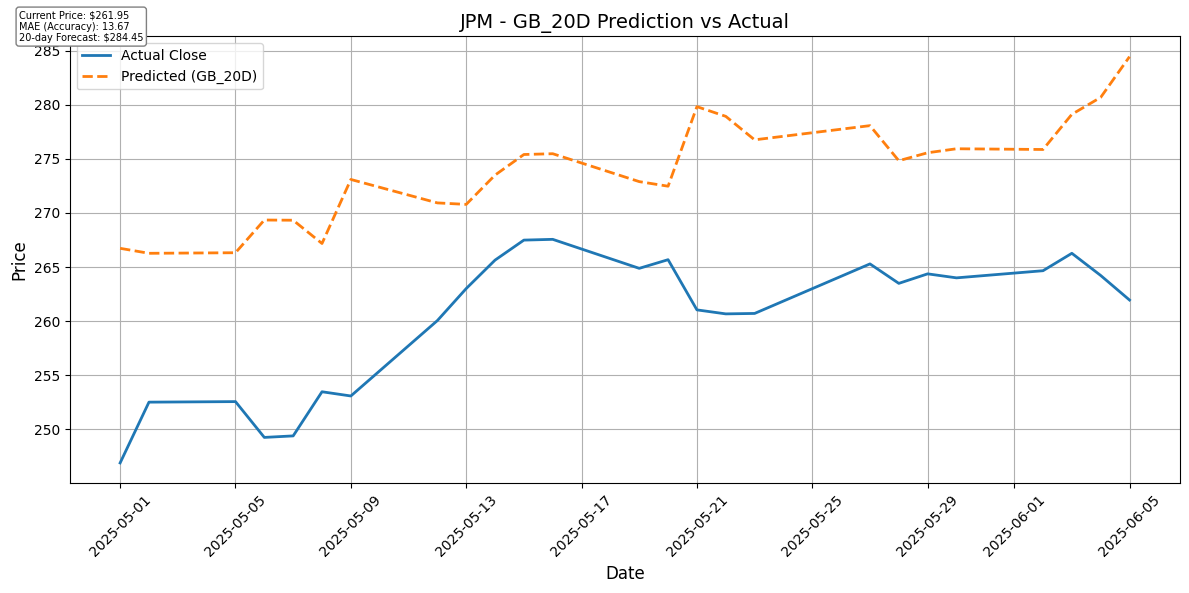 JPM - GB_20D Prediction vs Actual
Current Price: $261.95
MAE (Accuracy): 13.67
20-day Forecast: $284.45
Actual Close
Predicted (GB_20D)
Price
285
280
275
270
265
260
255
250
2025-05-01
2025-05-05
2025-05-09
2025-05-13
2025-05-17
2025-05-21
2025-05-25
2025-05-29
2025-06-01
2025-06-05
Date